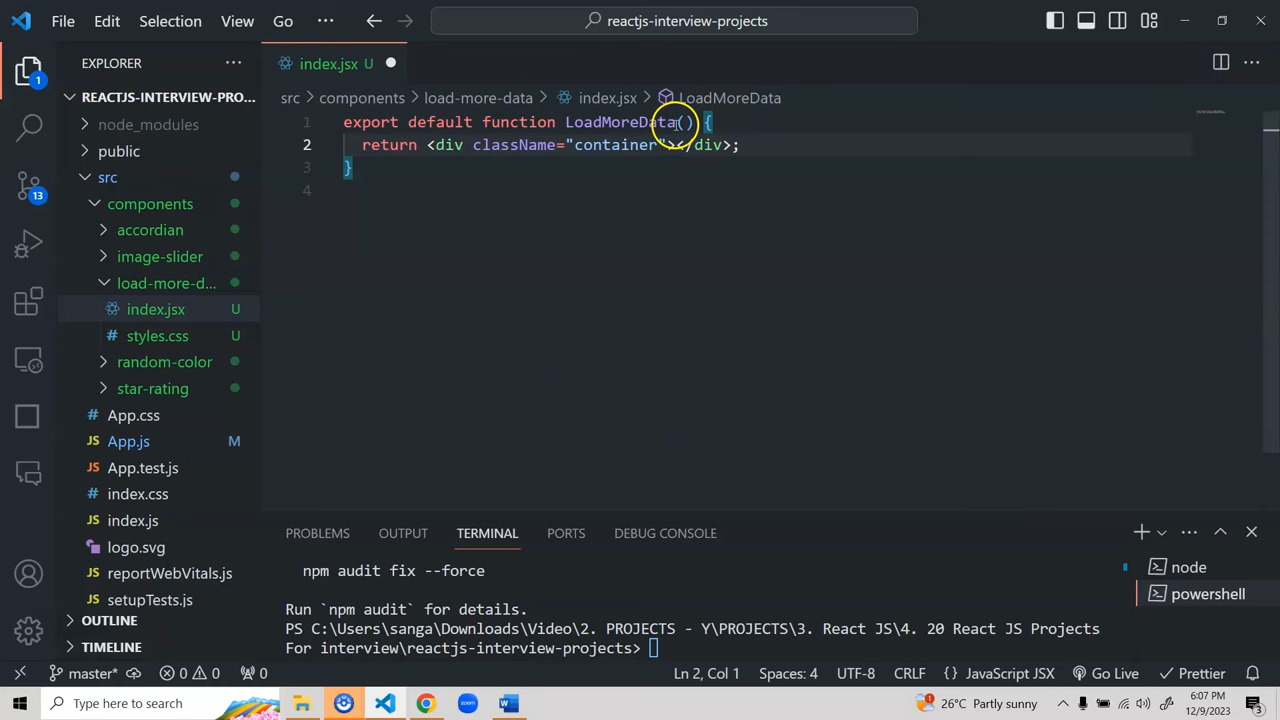 File Edit Selection View Go ··· reactjs-interview-projects
EXPLORER ···
index.jsx U
REACTJS-INTERVIEW-PRO...
src > components > load-more-data > index.jsx > LoadMoreData
node_modules
public
src
components
accordian
image-slider
load-more-d...
index.jsx U
styles.css U
random-color
star-rating
App.css
App.js M
App.test.js
index.css
index.js
logo.svg
reportWebVitals.js
setupTests.js
OUTLINE
TIMELINE
1 export default function LoadMoreData() {
2 return <div className="container"></div>;
3 }
4
1
13
PROBLEMS OUTPUT TERMINAL PORTS DEBUG CONSOLE
npm audit fix --force
Run `npm audit` for details.
PS C:\Users\sanga\Downloads\Video\2. PROJECTS - Y\PROJECTS\3. React JS\4. 20 React JS Projects
For interview\reactjs-interview-projects>
node
powershell
master* 0 0 0 Ln 2, Col 1 Spaces: 4 UTF-8 CRLF {} JavaScript JSX Go Live Prettier
Type here to search
zoom
26°C Partly sunny
6:07 PM
12/9/2023
3